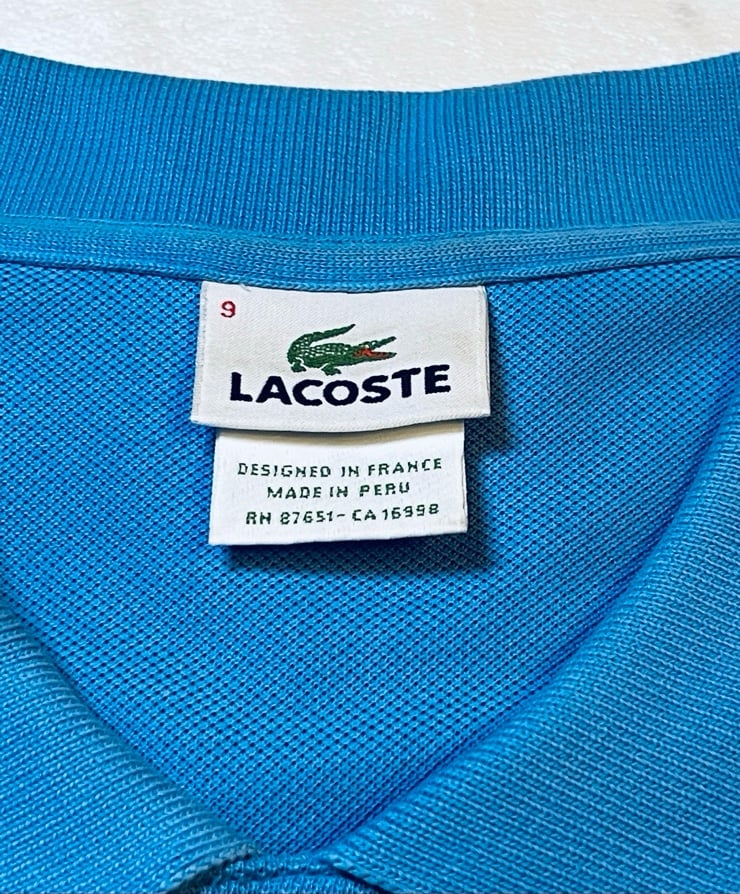 9
LACOSTE
DESIGNED IN FRANCE
MADE IN PERU
RN 87651-CA 16998